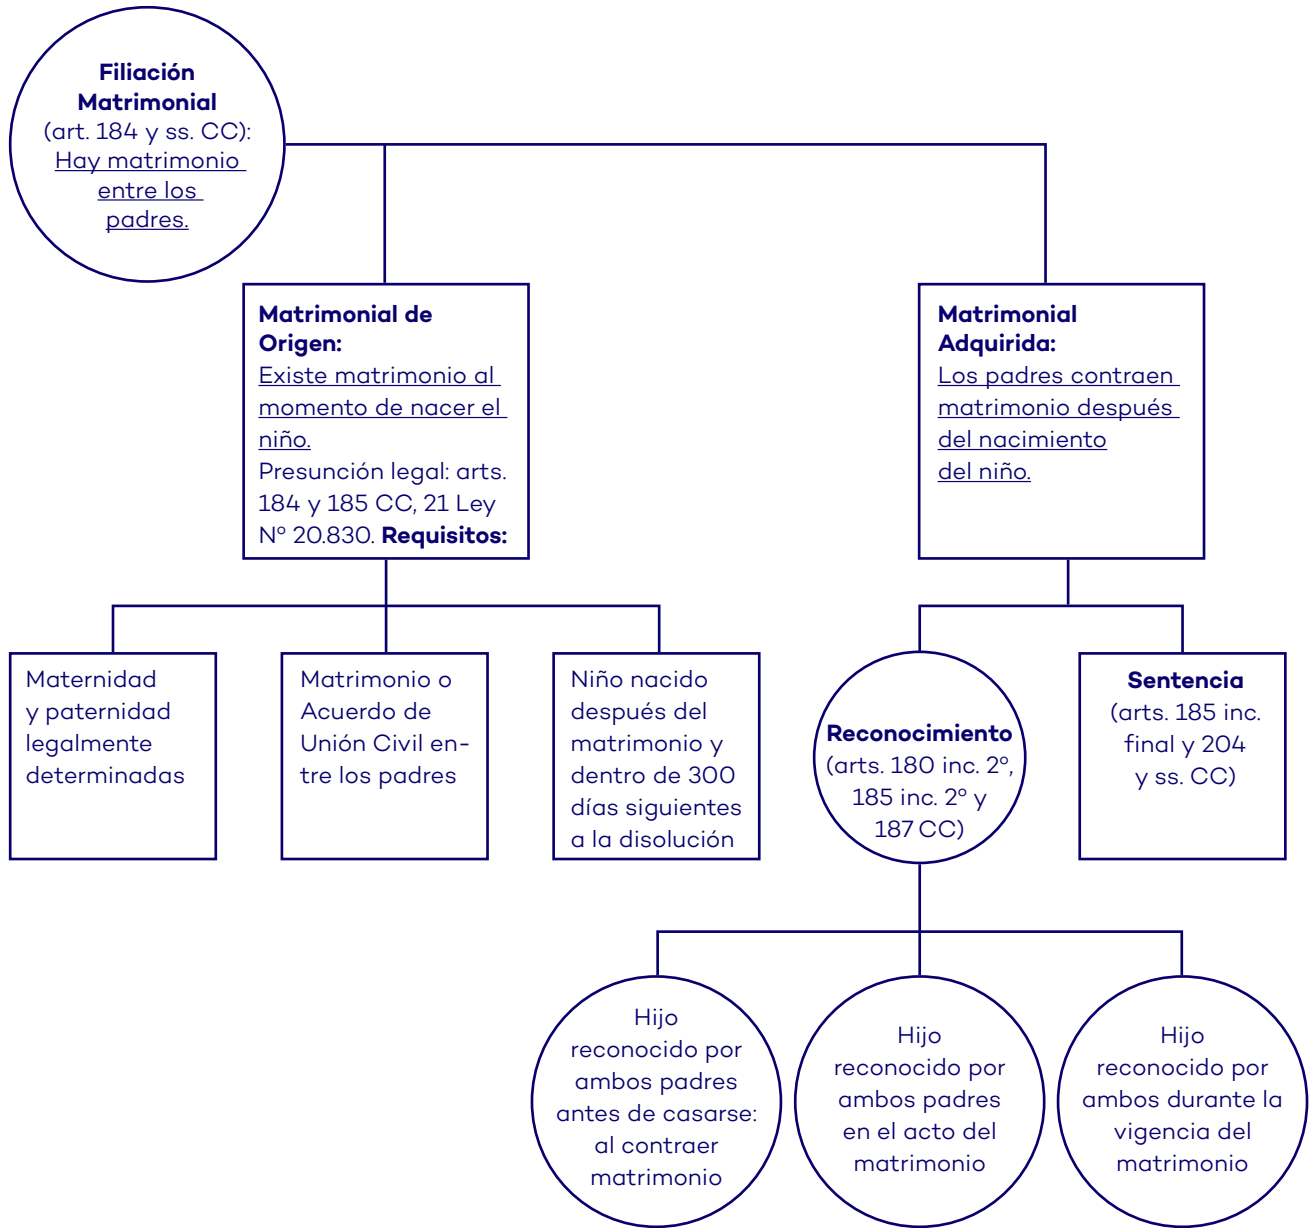 Filiación
Matrimonial
(art. 184 y ss. CC):
Hay matrimonio
entre los
padres.
Matrimonial de
Origen:
Existe matrimonio al
momento de nacer el
niño.
Presunción legal: arts.
184 y 185 CC, 21 Ley
Nº 20.830. Requisitos:
Matrimonial
Adquirida:
Los padres contraen
matrimonio después
del nacimiento
del niño.
Maternidad
y paternidad
legalmente
determinadas
Matrimonio o
Acuerdo de
Unión Civil en-
tre los padres
Niño nacido
después del
matrimonio y
dentro de 300
días siguientes
a la disolución
Reconocimiento
(arts. 180 inc. 2º,
185 inc. 2º y
187 CC)
Sentencia
(arts. 185 inc.
final y 204
y ss. CC)
Hijo
reconocido por
ambos padres
antes de casarse:
al contraer
matrimonio
Hijo
reconocido por
ambos padres
en el acto del
matrimonio
Hijo
reconocido por
ambos durante la
vigencia del
matrimonio